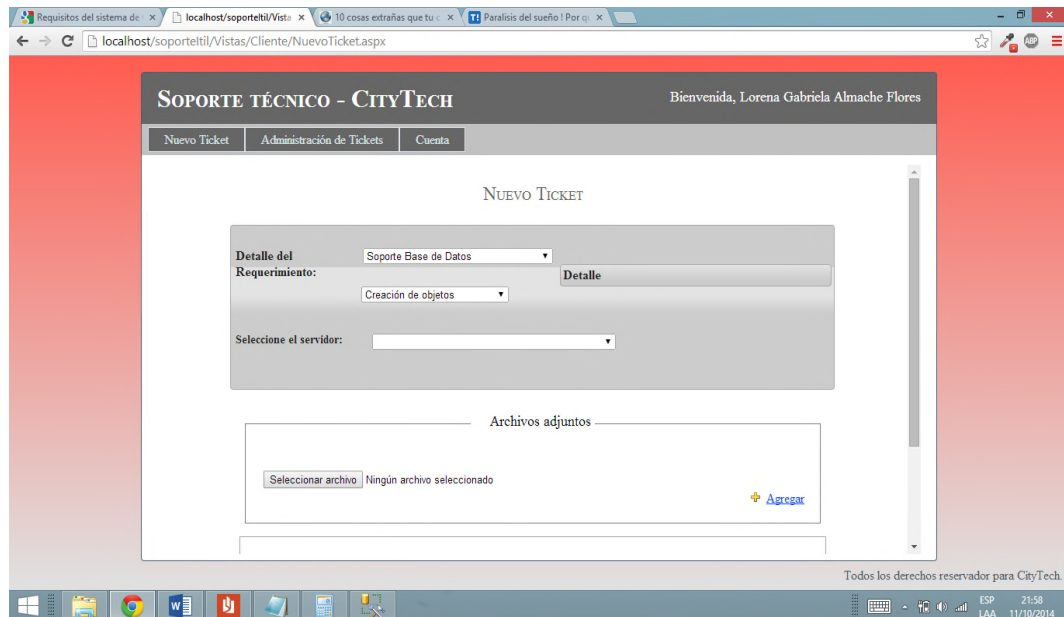 Requisitos del sistema de
localhost/soporteItil/Vista
10 cosas extrañas que tu c
Paralisis del sueño ! Por qu
localhost/soporteItil/Vistas/Cliente/NuevoTicket.aspx
ABP
SOPORTE TÉCNICO - CITYTECH
Bienvenida, Lorena Gabriela Almache Flores
Nuevo Ticket
Administración de Tickets
Cuenta
NUEVO TICKET
Detalle del Requerimiento:
Soporte Base de Datos
Detalle
Creación de objetos
Seleccione el servidor:
Archivos adjuntos
Seleccionar archivo Ningún archivo seleccionado
Agregar
Todos los derechos reservador para CityTech.
ESP
LAA
21:58
11/10/2014